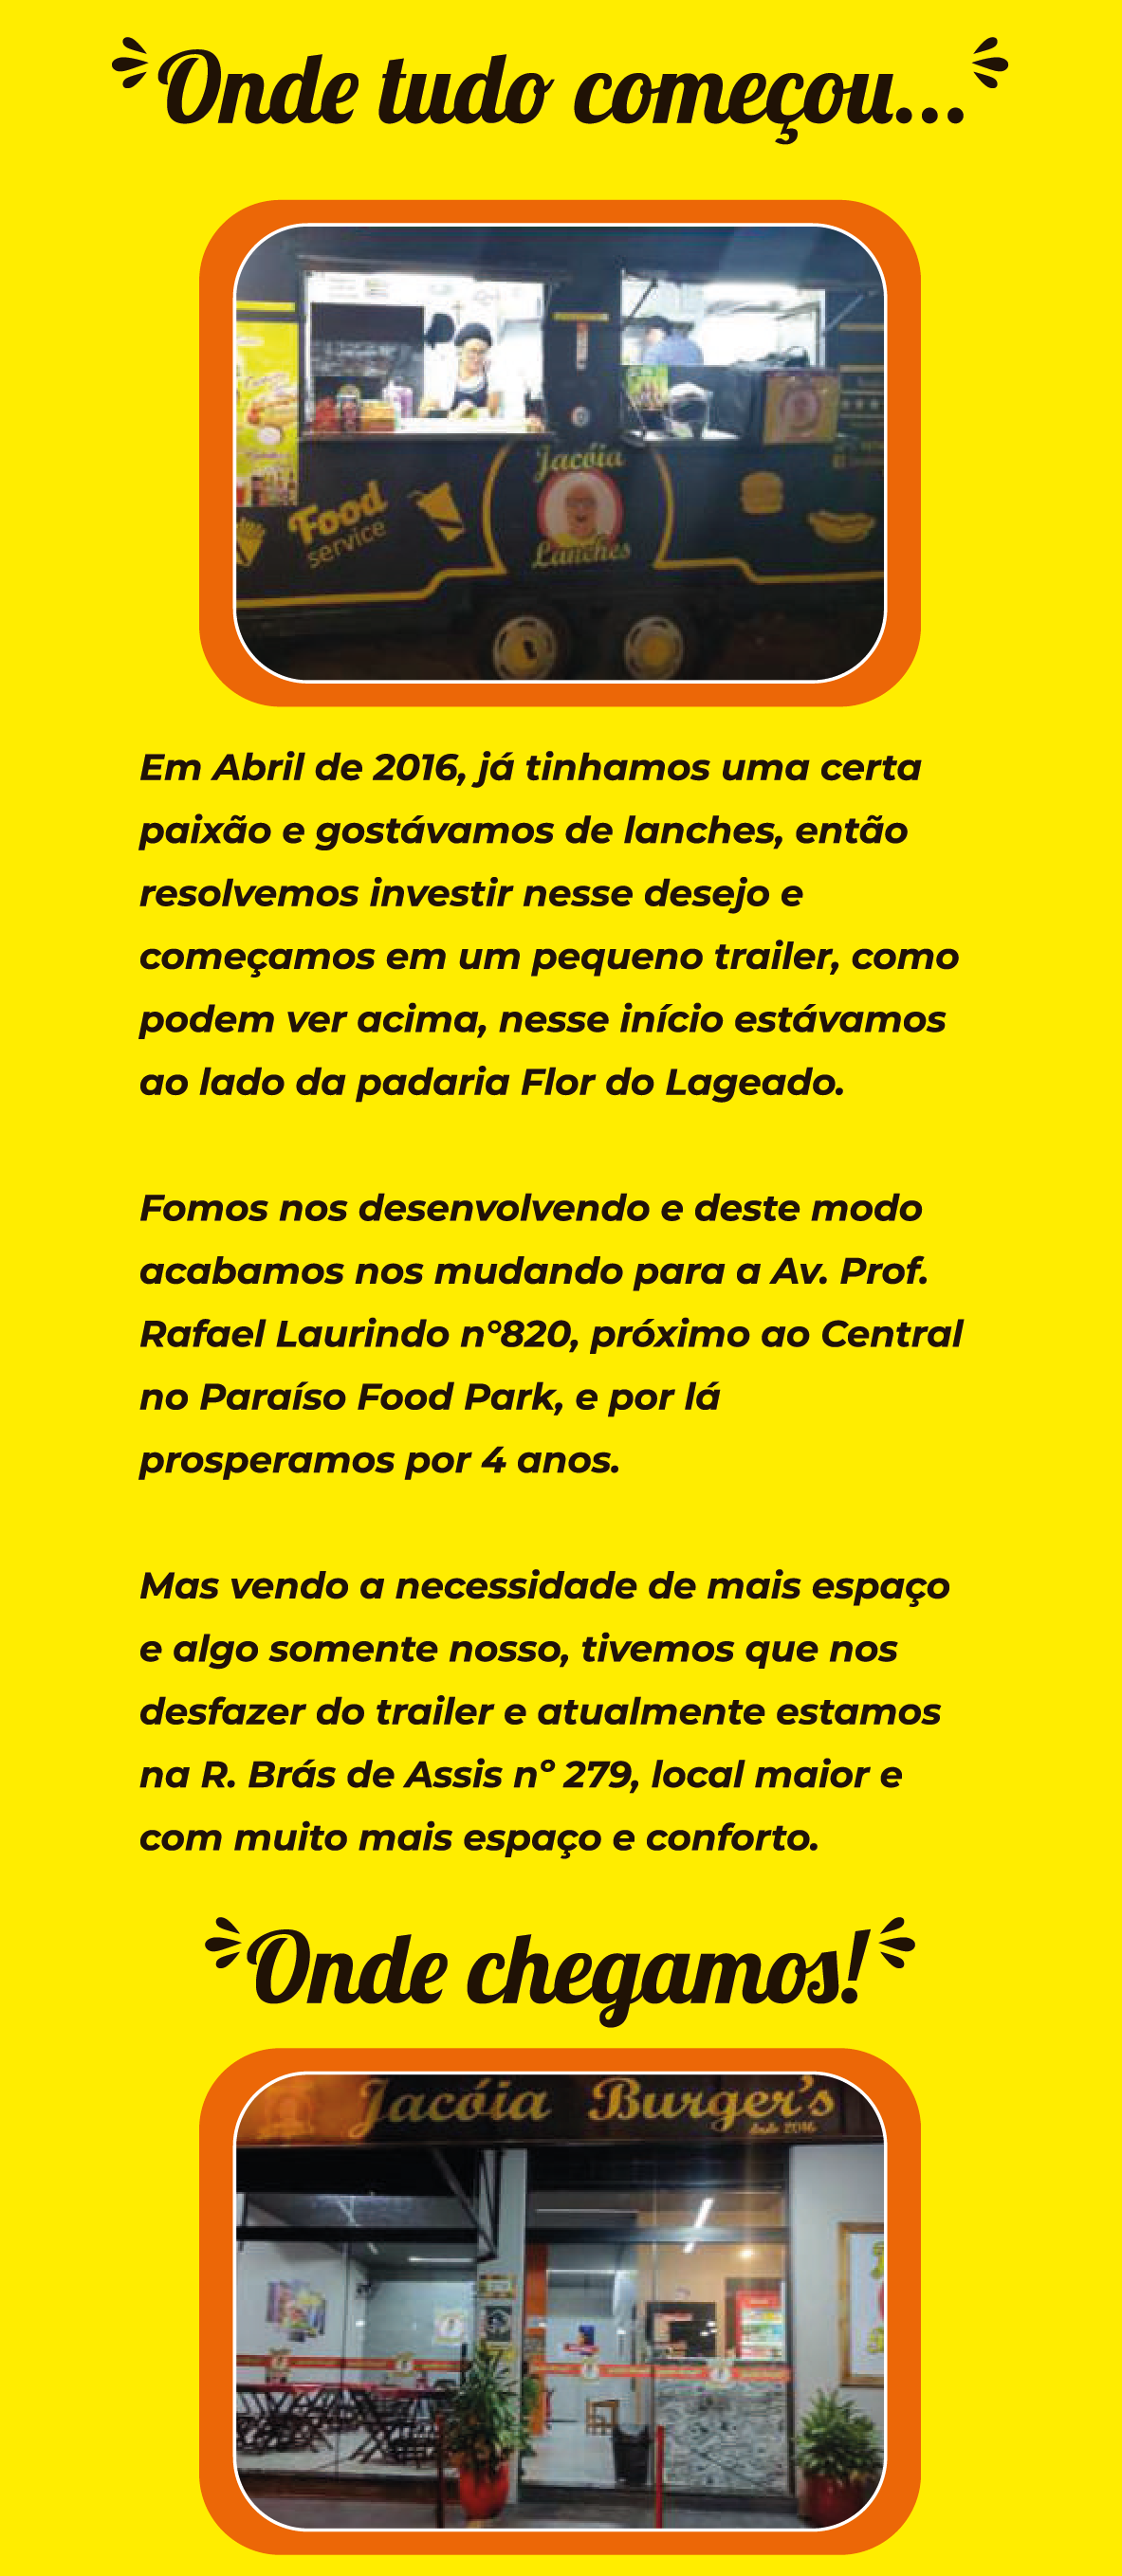 Onde tudo começou...
Food
service
Jacóia
Lanches
Em Abril de 2016, já tinhamos uma certa
paixão e gostávamos de lanches, então
resolvemos investir nesse desejo e
começamos em um pequeno trailer, como
podem ver acima, nesse início estávamos
ao lado da padaria Flor do Lageado.
Fomos nos desenvolvendo e deste modo
acabamos nos mudando para a Av. Prof.
Rafael Laurindo n°820, próximo ao Central
no Paraíso Food Park, e por lá
prosperamos por 4 anos.
Mas vendo a necessidade de mais espaço
e algo somente nosso, tivemos que nos
desfazer do trailer e atualmente estamos
na R. Brás de Assis nº 279, local maior e
com muito mais espaço e conforto.
Onde chegamos!
Jacóia Burger's
desde 2016